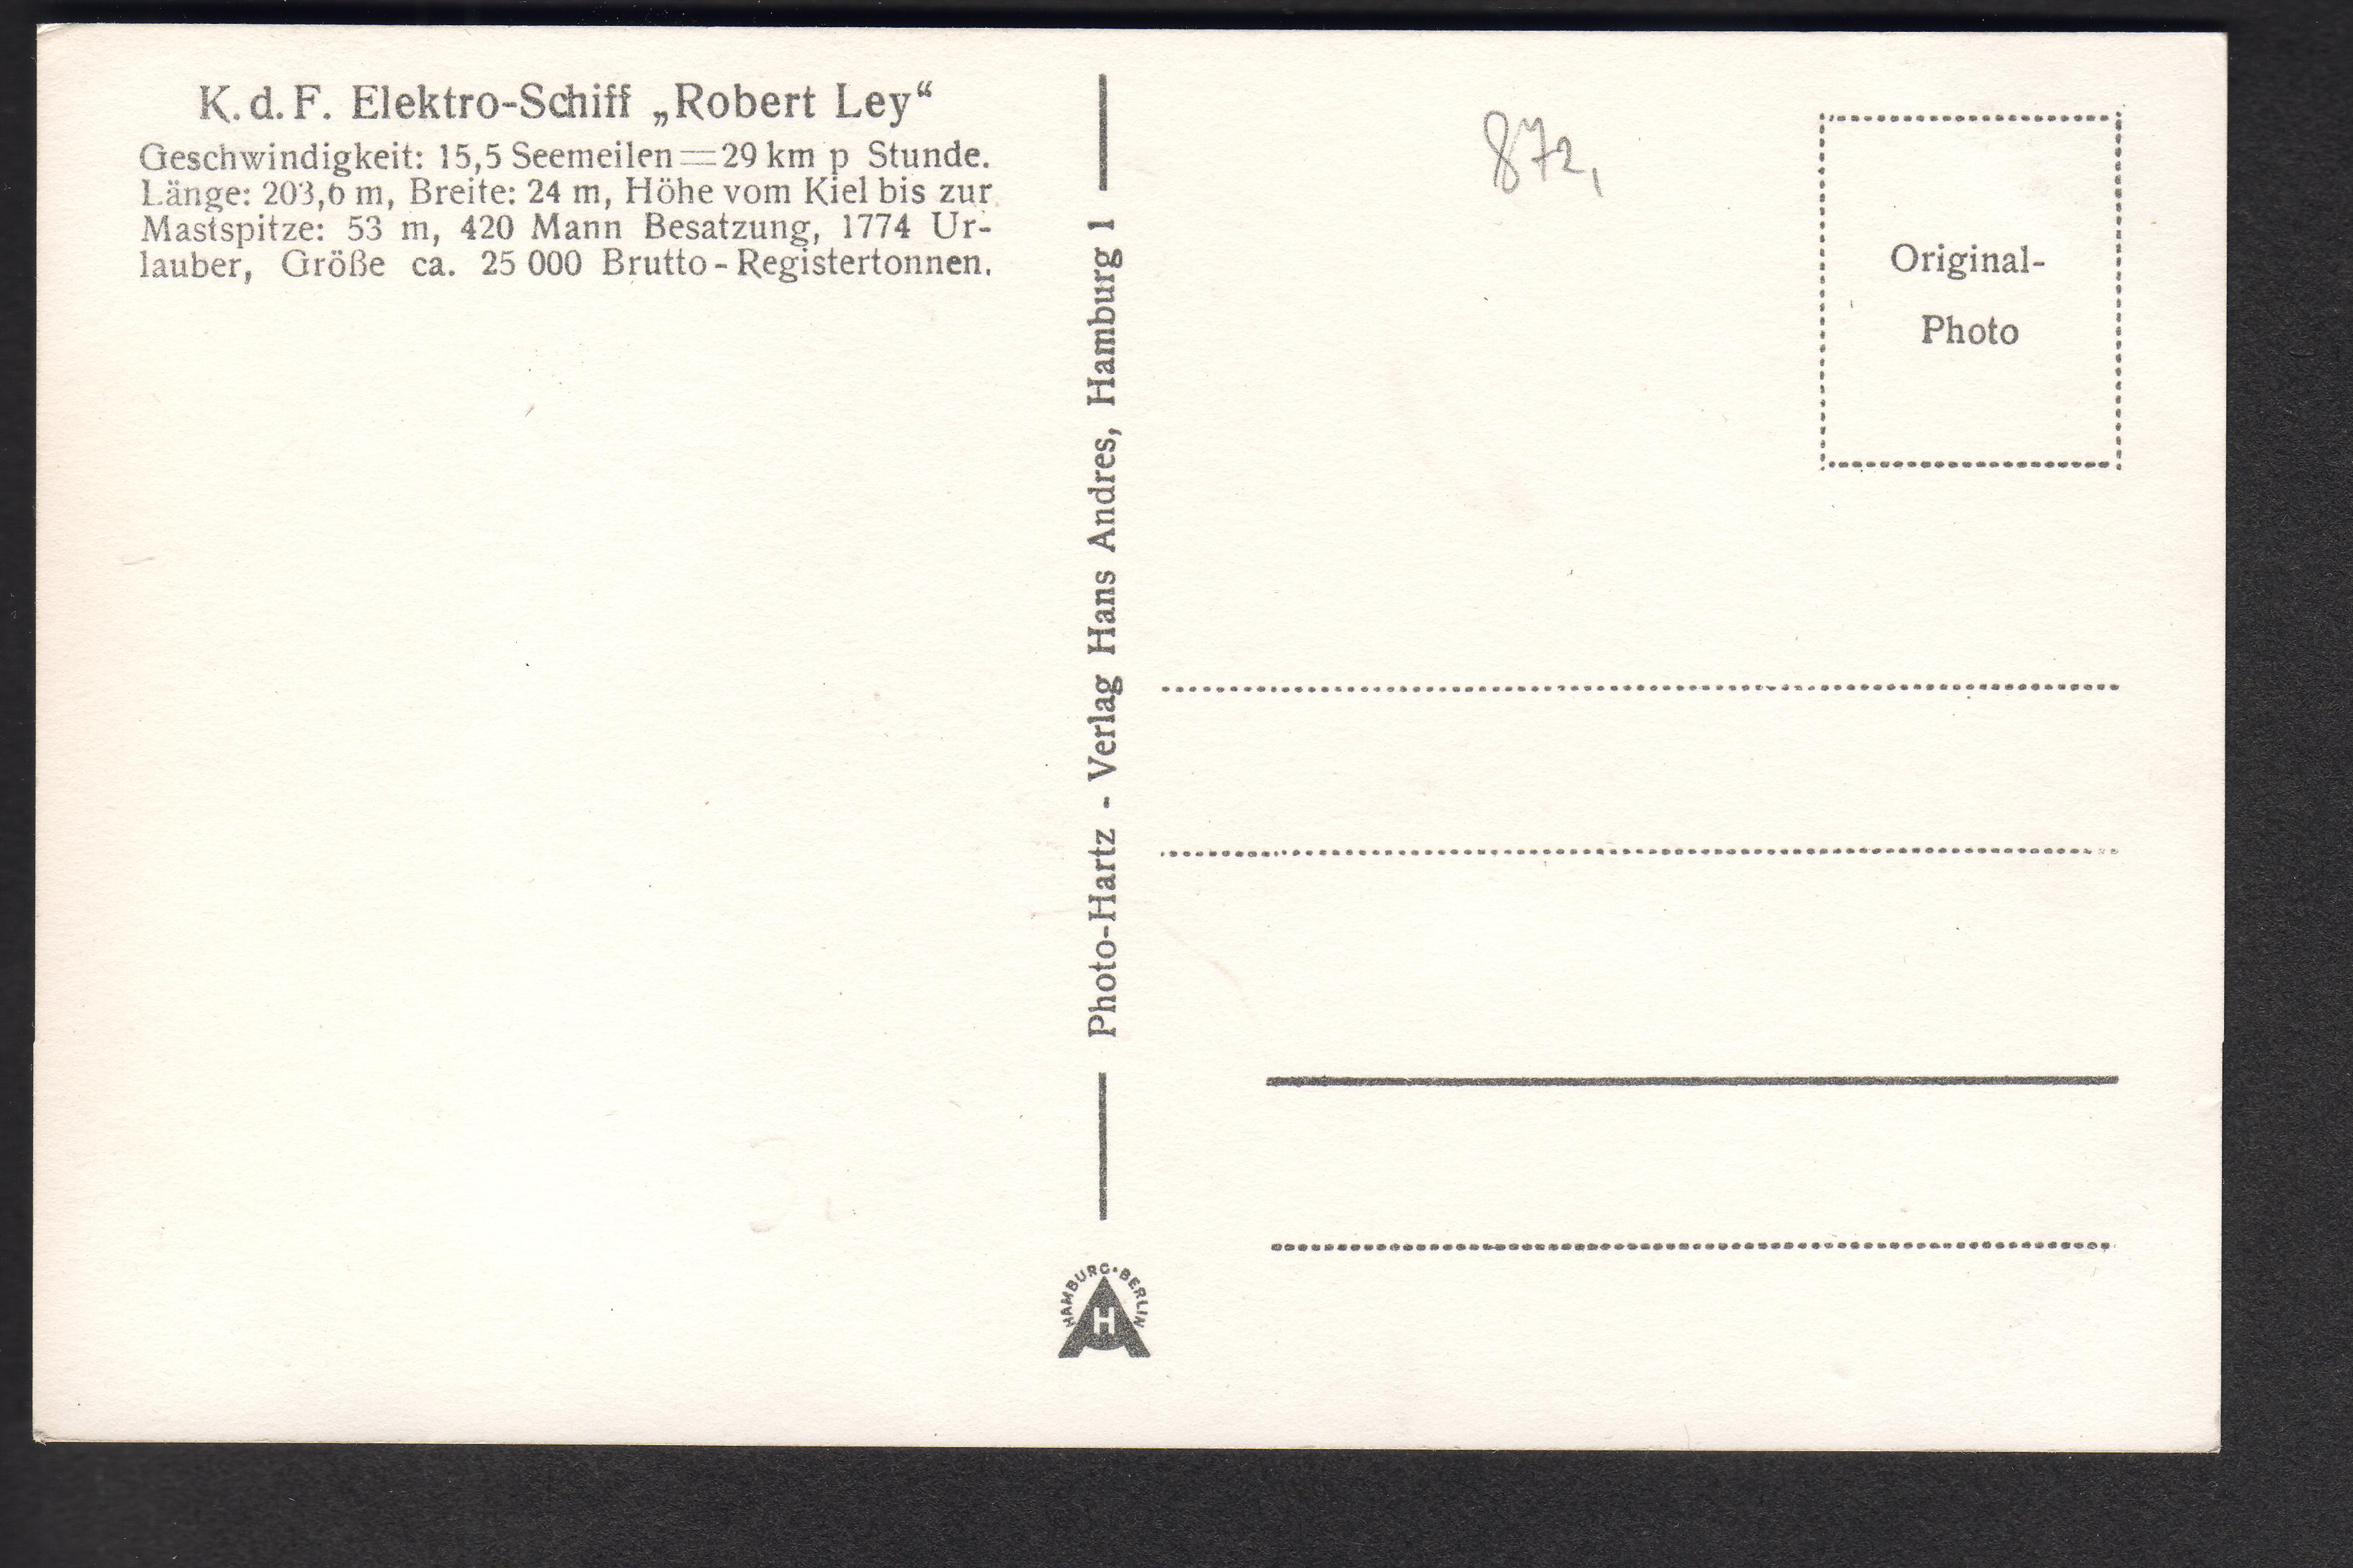 K. d. F. Elektro-Schiff „Robert Ley“
Geschwindigkeit: 15,5 Seemeilen=29 km p Stunde.
Länge: 203,6 m, Breite: 24 m, Höhe vom Kiel bis zur
Mastspitze: 53 m, 420 Mann Besatzung, 1774 Ur-
lauber, Größe ca. 25 000 Brutto-Registertonnen.
Photo-Hartz - Verlag Hans Andres, Hamburg 1
HAMBURG·BERLIN
H
872,
Original-
Photo